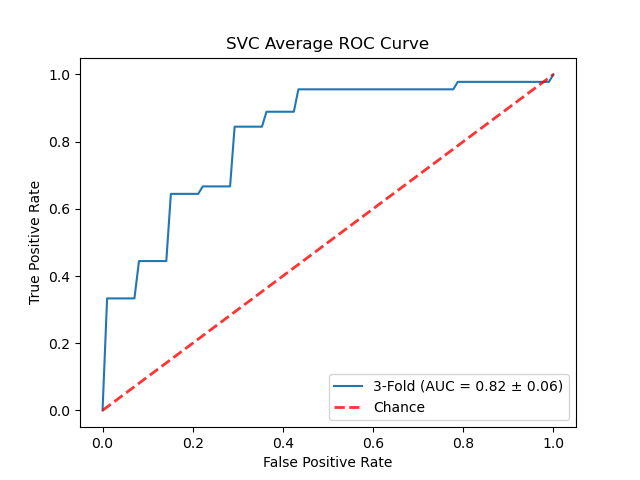 SVC Average ROC Curve
1.0
0.8
0.6
0.4
0.2
0.0
True Positive Rate
3-Fold (AUC = 0.82 ± 0.06)
Chance
0.0 0.2 0.4 0.6 0.8 1.0
False Positive Rate